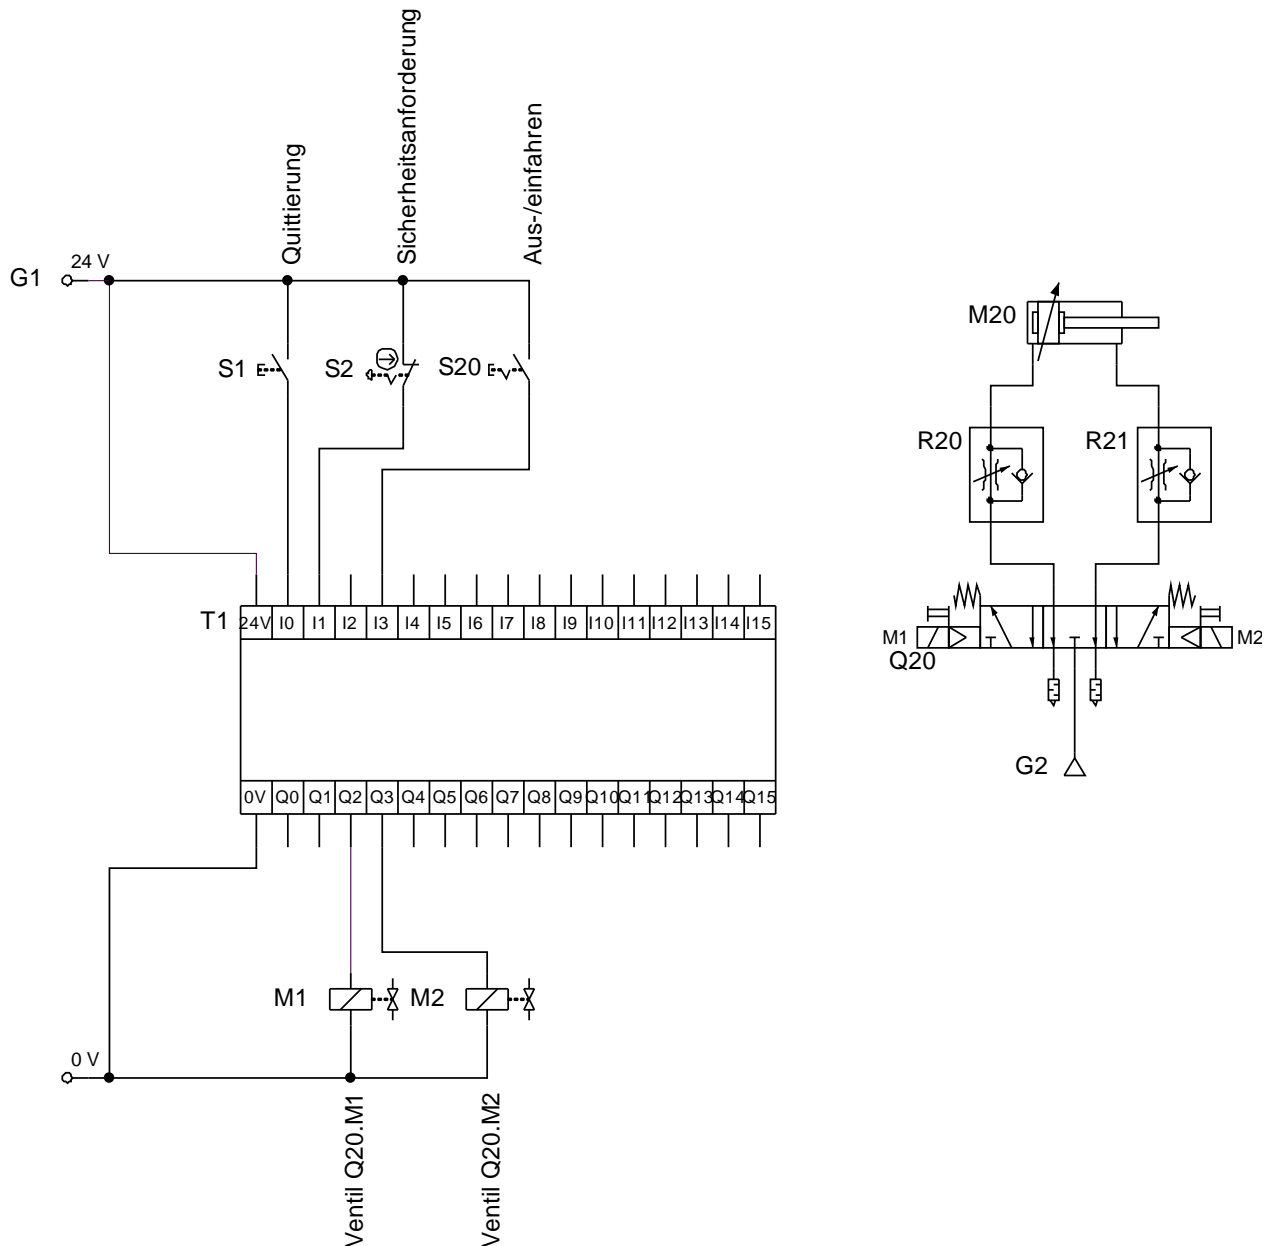 Quittierung
Sicherheitsanforderung
Aus-/einfahren
24 V
G1
S1
S2
S20
M20
R20
R21
T1
24V I0 I1 I2 I3 I4 I5 I6 I7 I8 I9 I10 I11 I12 I13 I14 I15
M1
M2
Q20
G2
0V Q0 Q1 Q2 Q3 Q4 Q5 Q6 Q7 Q8 Q9 Q10 Q11 Q12 Q13 Q14 Q15
M1
M2
0 V
Ventil Q20.M1
Ventil Q20.M2